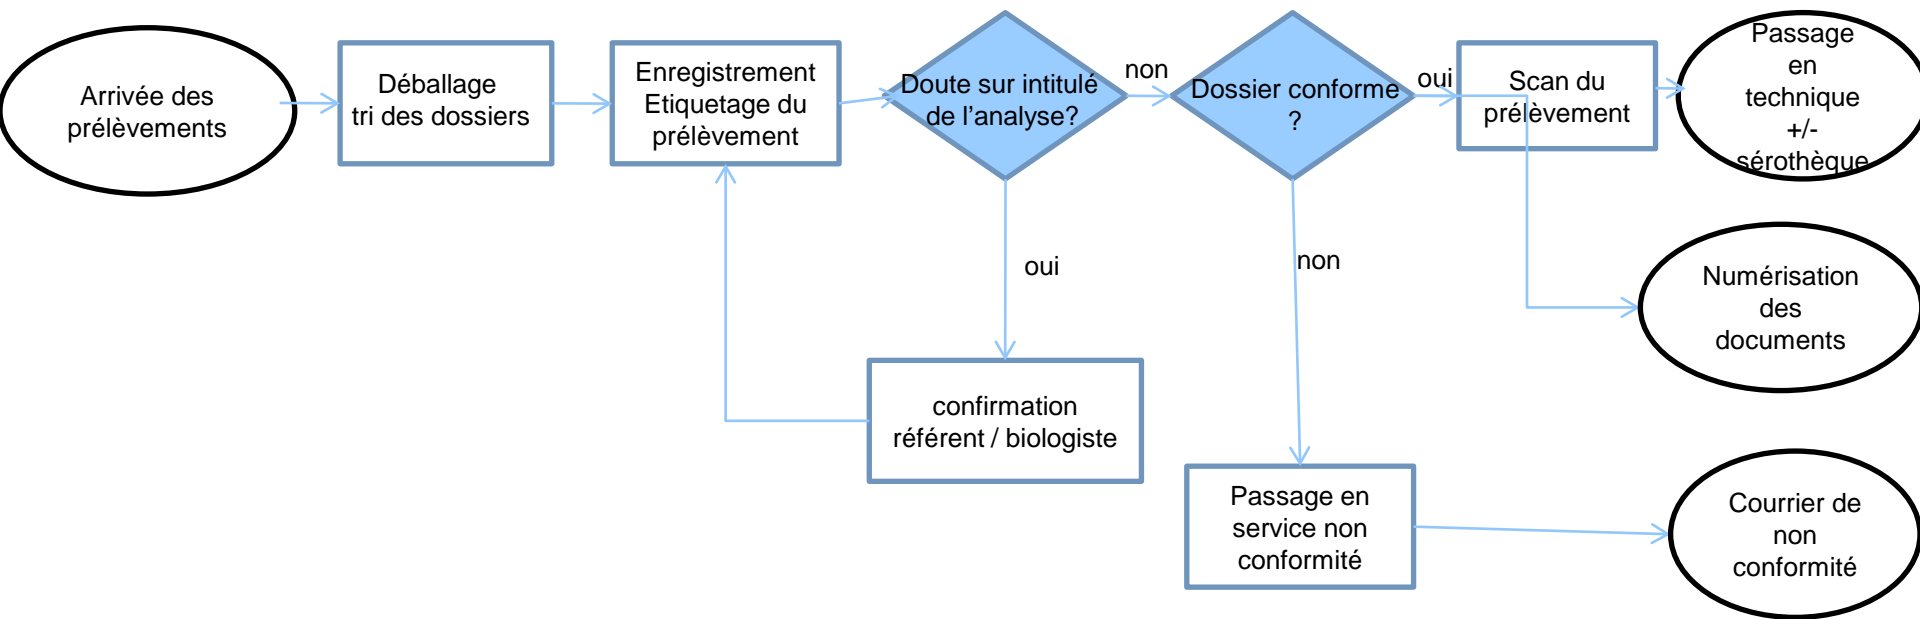 Arrivée des
prélèvements
Déballage
tri des dossiers
Enregistrement
Etiquetage du
prélèvement
Doute sur intitulé
de l'analyse?
non
Dossier conforme
?
oui
Scan du
prélèvement
Passage
en
technique
+/-
sérothèque
oui
non
Numérisation
des
documents
confirmation
référent / biologiste
Passage en
service non
conformité
Courrier de
non
conformité